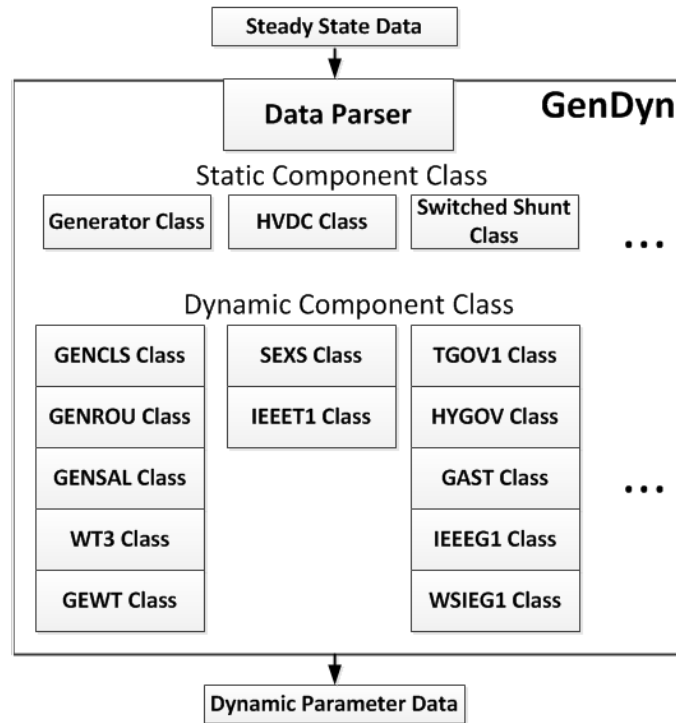 Steady State Data
GenDyn
Data Parser
Static Component Class
Generator Class
HVDC Class
Switched Shunt
Class
...
Dynamic Component Class
GENCLS Class
SEXS Class
TGOV1 Class
GENROU Class
IEEET1 Class
HYGOV Class
GENSAL Class
GAST Class
...
WT3 Class
IEEEG1 Class
GEWT Class
WSIEG1 Class
Dynamic Parameter Data